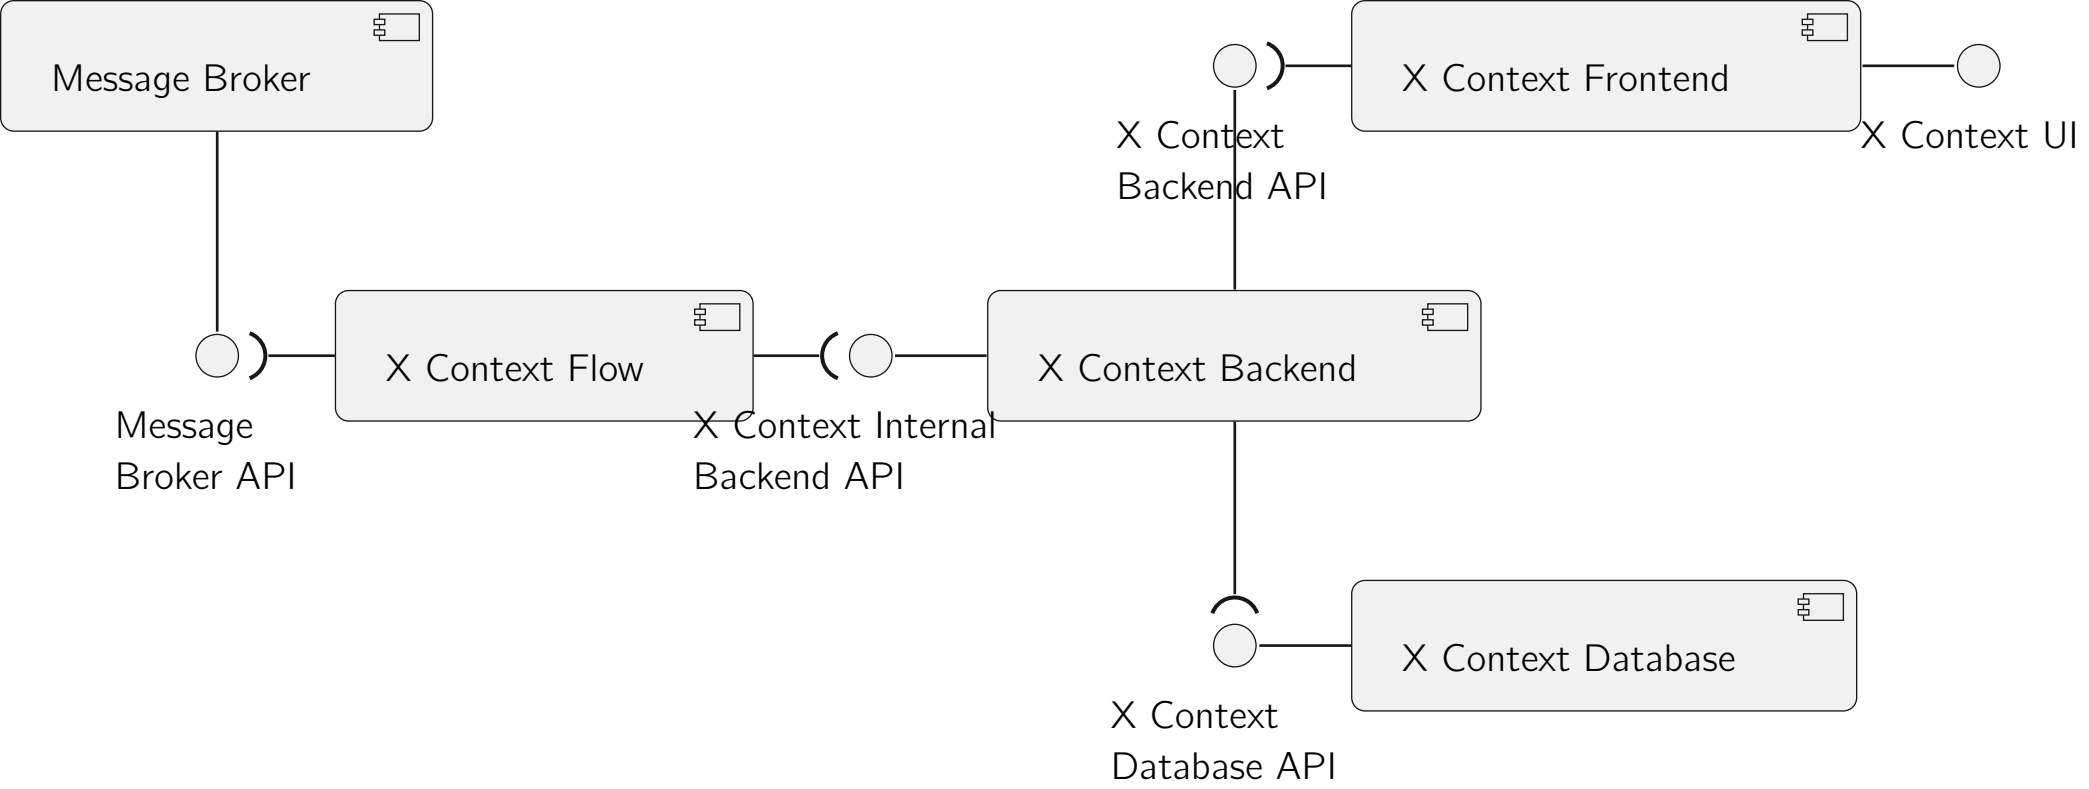 Message Broker
X Context Frontend
X Context
Backend API
X Context UI
X Context Flow
X Context Backend
Message
Broker API
X Context Internal
Backend API
X Context Database
X Context
Database API